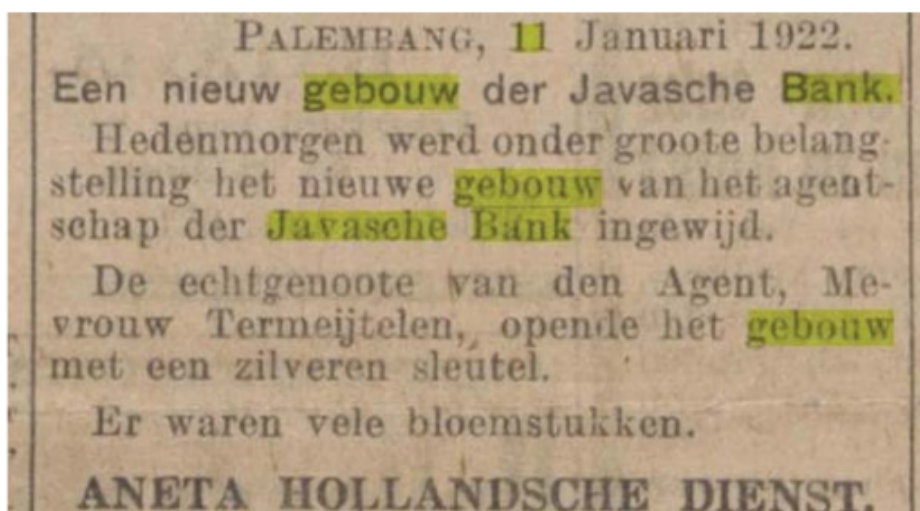 PALEMBANG, 11 Januari 1922.
Een nieuw gebouw der Javasche Bank.
Hedenmorgen werd onder groote belang-
stelling het nieuwe gebouw van het agent-
schap der Javasche Bank ingewijd.
De echtgenoote van den Agent, Me-
vrouw Termeijtelen, opende het gebouw
met een zilveren sleutel.
Er waren vele bloemstukken.
ANETA HOLLANDSCHE DIENST.